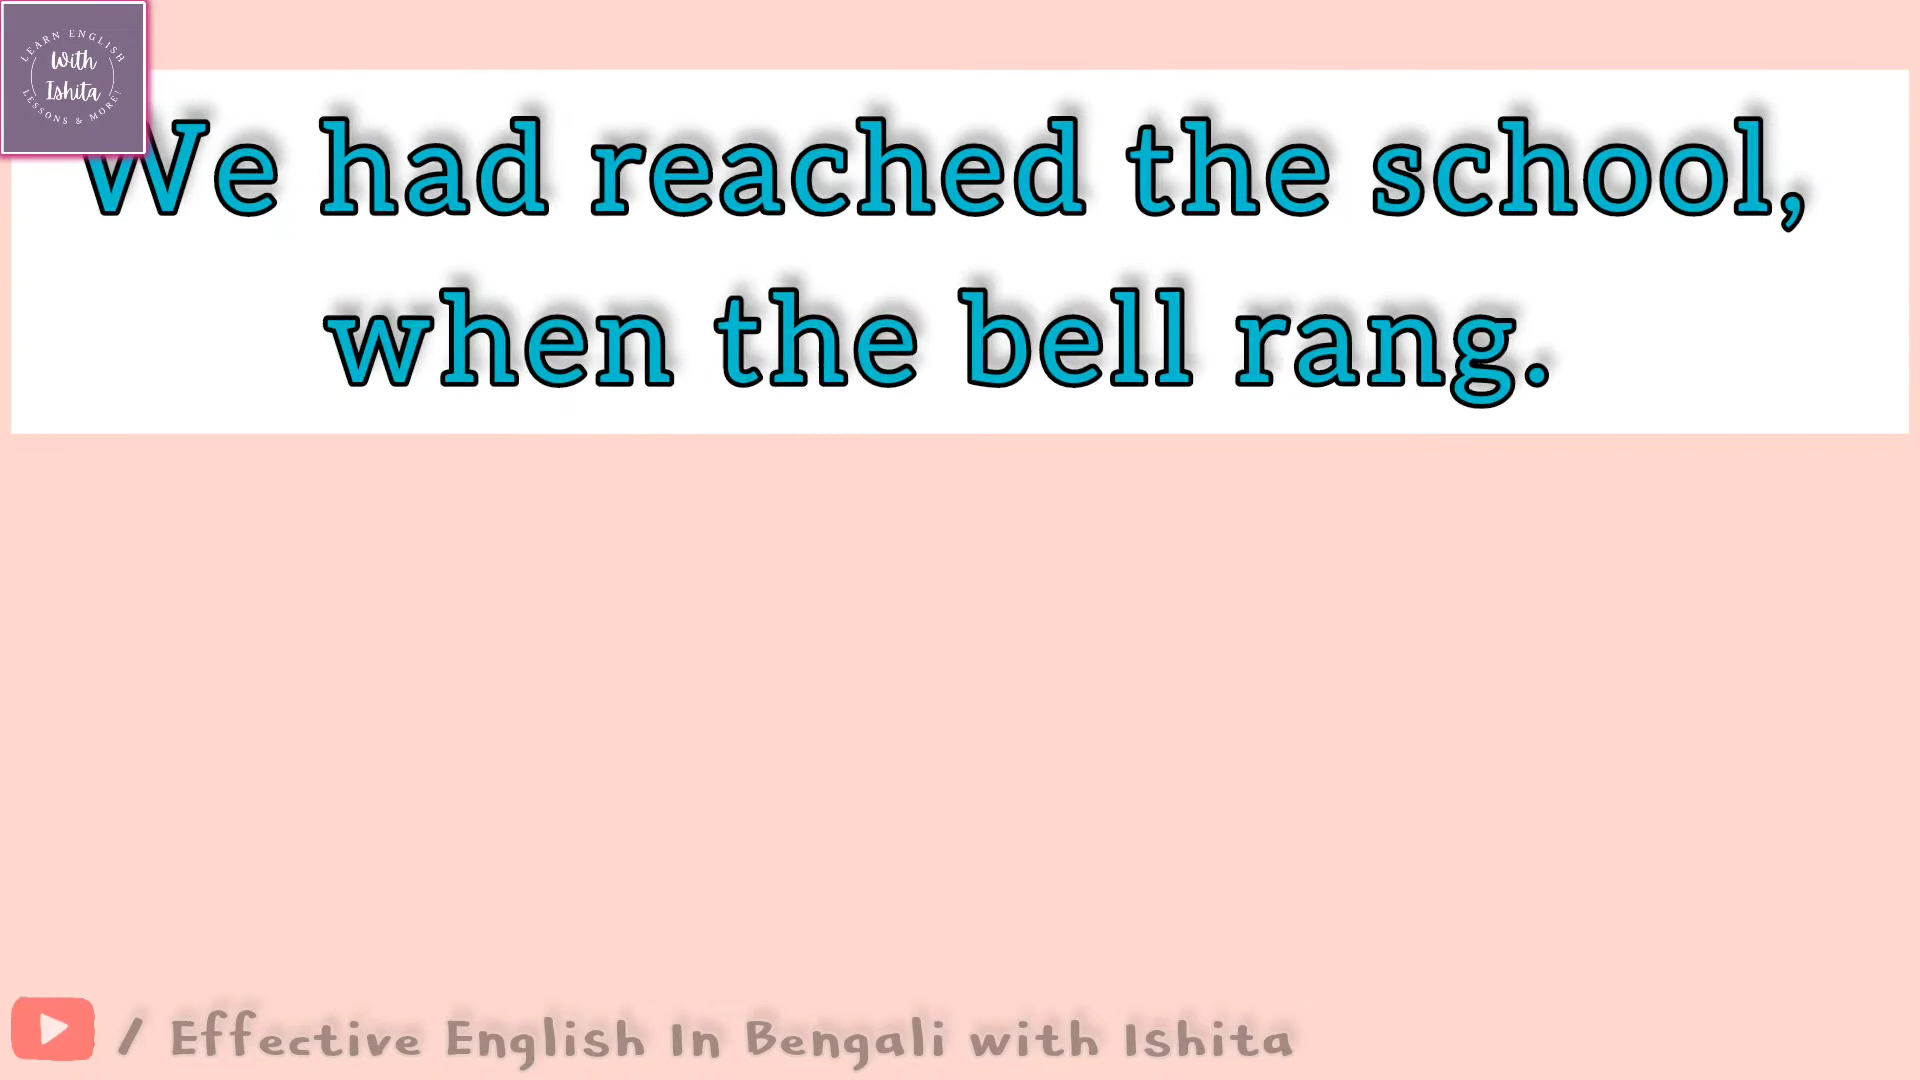 LEARN ENGLISH
With
Ishita
LESSONS & MORE!
We had reached the school,
when the bell rang.
/ Effective English In Bengali with Ishita